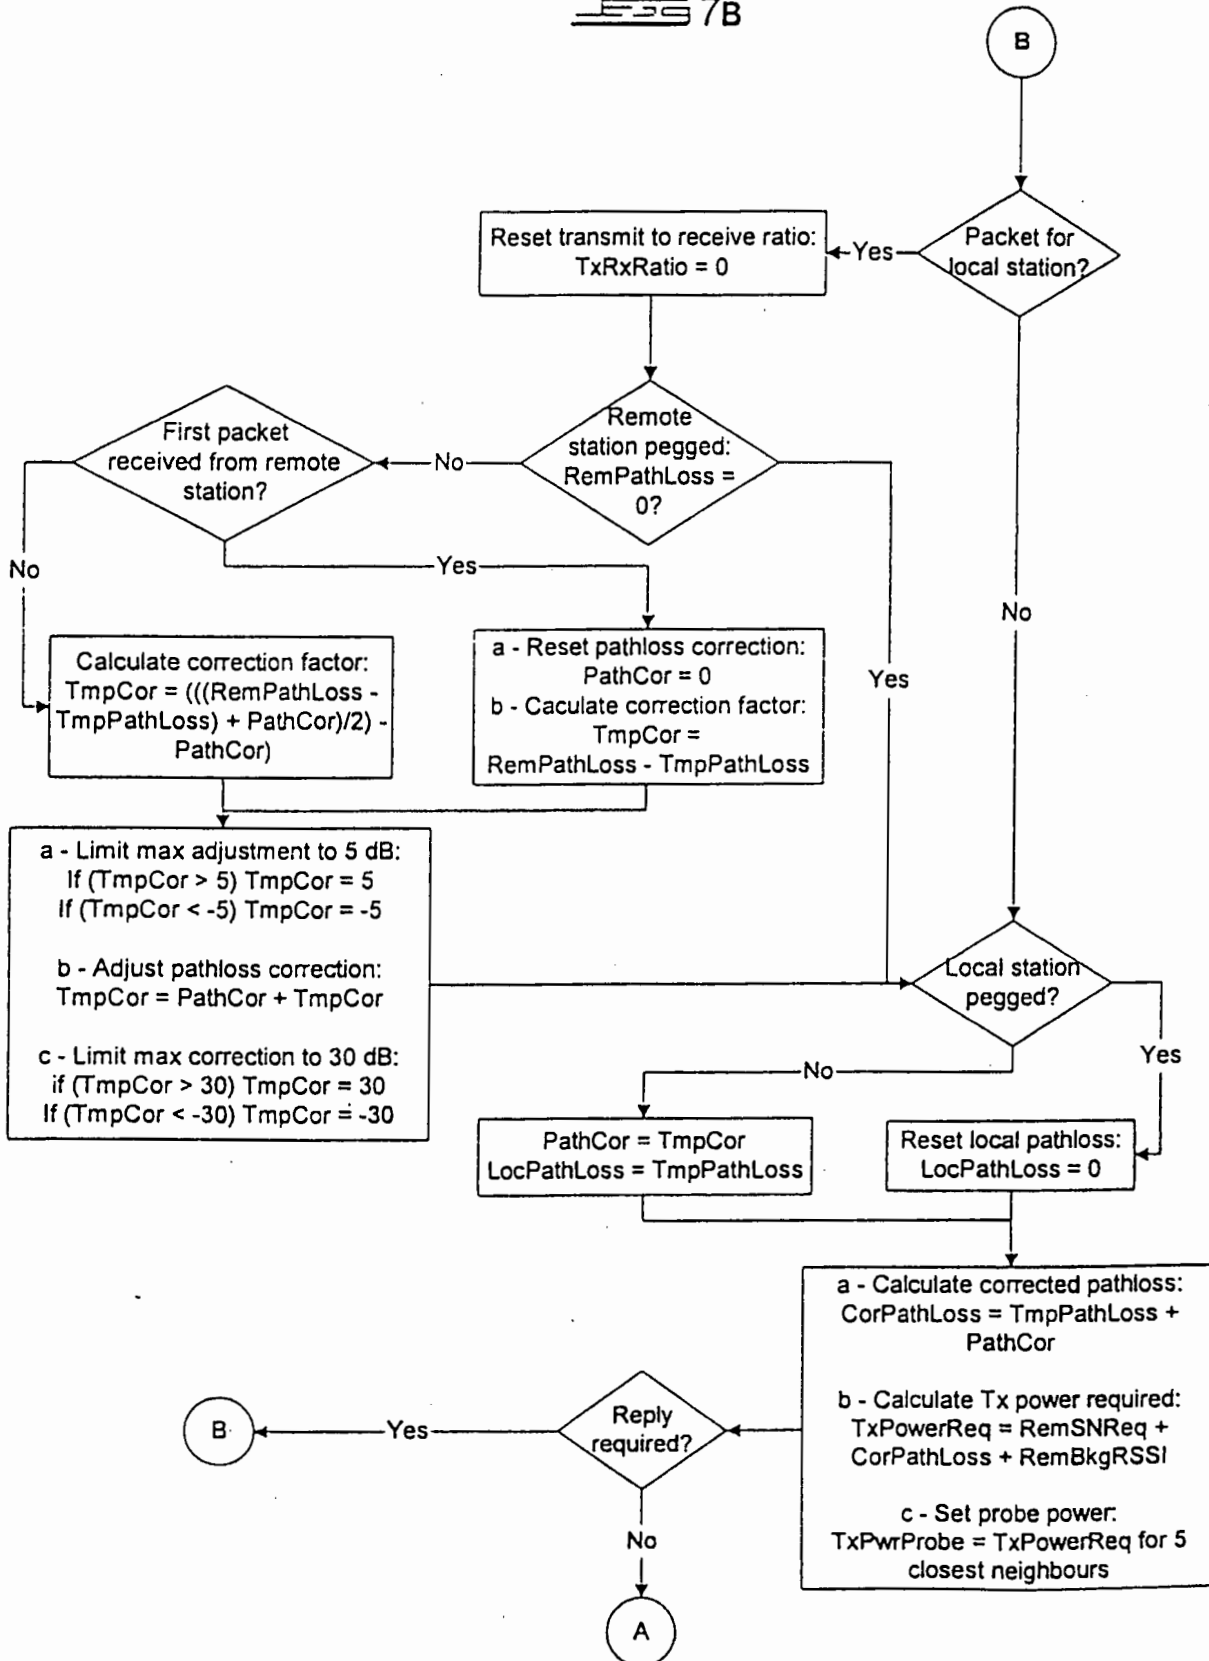 7B
B
Packet for
local station?
Yes
Reset transmit to receive ratio:
TxRxRatio = 0
Remote
station pegged:
RemPathLoss =
0?
No
First packet
received from remote
station?
No
Yes
Yes
No
Calculate correction factor:
TmpCor = (((RemPathLoss -
TmpPathLoss) + PathCor)/2) -
PathCor)
a - Reset pathloss correction:
PathCor = 0
b - Caculate correction factor:
TmpCor =
RemPathLoss - TmpPathLoss
a - Limit max adjustment to 5 dB:
If (TmpCor > 5) TmpCor = 5
If (TmpCor < -5) TmpCor = -5
b - Adjust pathloss correction:
TmpCor = PathCor + TmpCor
c - Limit max correction to 30 dB:
if (TmpCor > 30) TmpCor = 30
If (TmpCor < -30) TmpCor = -30
Local station
pegged?
No
Yes
PathCor = TmpCor
LocPathLoss = TmpPathLoss
Reset local pathloss:
LocPathLoss = 0
a - Calculate corrected pathloss:
CorPathLoss = TmpPathLoss +
PathCor
b - Calculate Tx power required:
TxPowerReq = RemSNReq +
CorPathLoss + RemBkgRSSI
c - Set probe power:
TxPwrProbe = TxPowerReq for 5
closest neighbours
Reply
required?
Yes
B
No
A